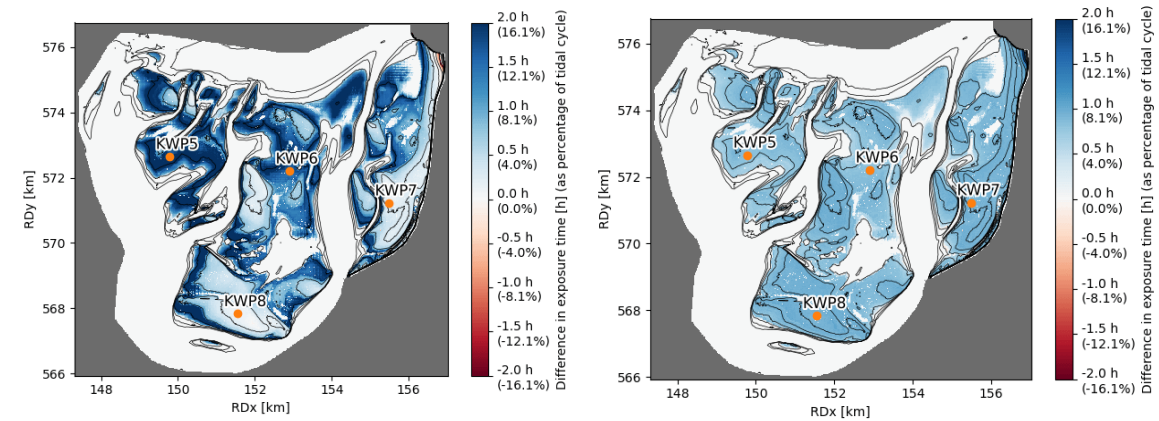 576
574
572
570
568
566
RDy [km]
148
150
152
154
156
RDx [km]
KWP5
KWP6
KWP7
KWP8
2.0 h
(16.1%)
1.5 h
(12.1%)
1.0 h
(8.1%)
0.5 h
(4.0%)
0.0 h
(0.0%)
-0.5 h
(-4.0%)
-1.0 h
(-8.1%)
-1.5 h
(-12.1%)
-2.0 h
(-16.1%)
Difference in exposure time [h] (as percentage of tidal cycle)
576
574
572
570
568
566
RDy [km]
148
150
152
154
156
RDx [km]
KWP5
KWP6
KWP7
KWP8
2.0 h
(16.1%)
1.5 h
(12.1%)
1.0 h
(8.1%)
0.5 h
(4.0%)
0.0 h
(0.0%)
-0.5 h
(-4.0%)
-1.0 h
(-8.1%)
-1.5 h
(-12.1%)
-2.0 h
(-16.1%)
Difference in exposure time [h] (as percentage of tidal cycle)